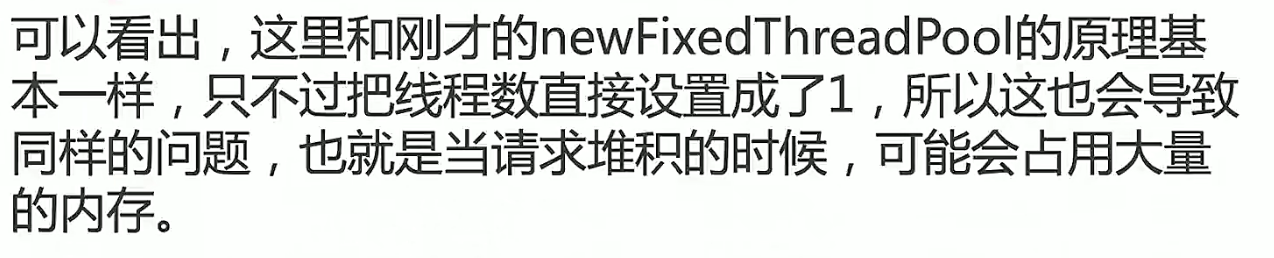 可以看出，这里和刚才的newFixedThreadPool的原理基
本一样，只不过把线程数直接设置成了1，所以这也会导致
同样的问题，也就是当请求堆积的时候，可能会占用大量
的内存。